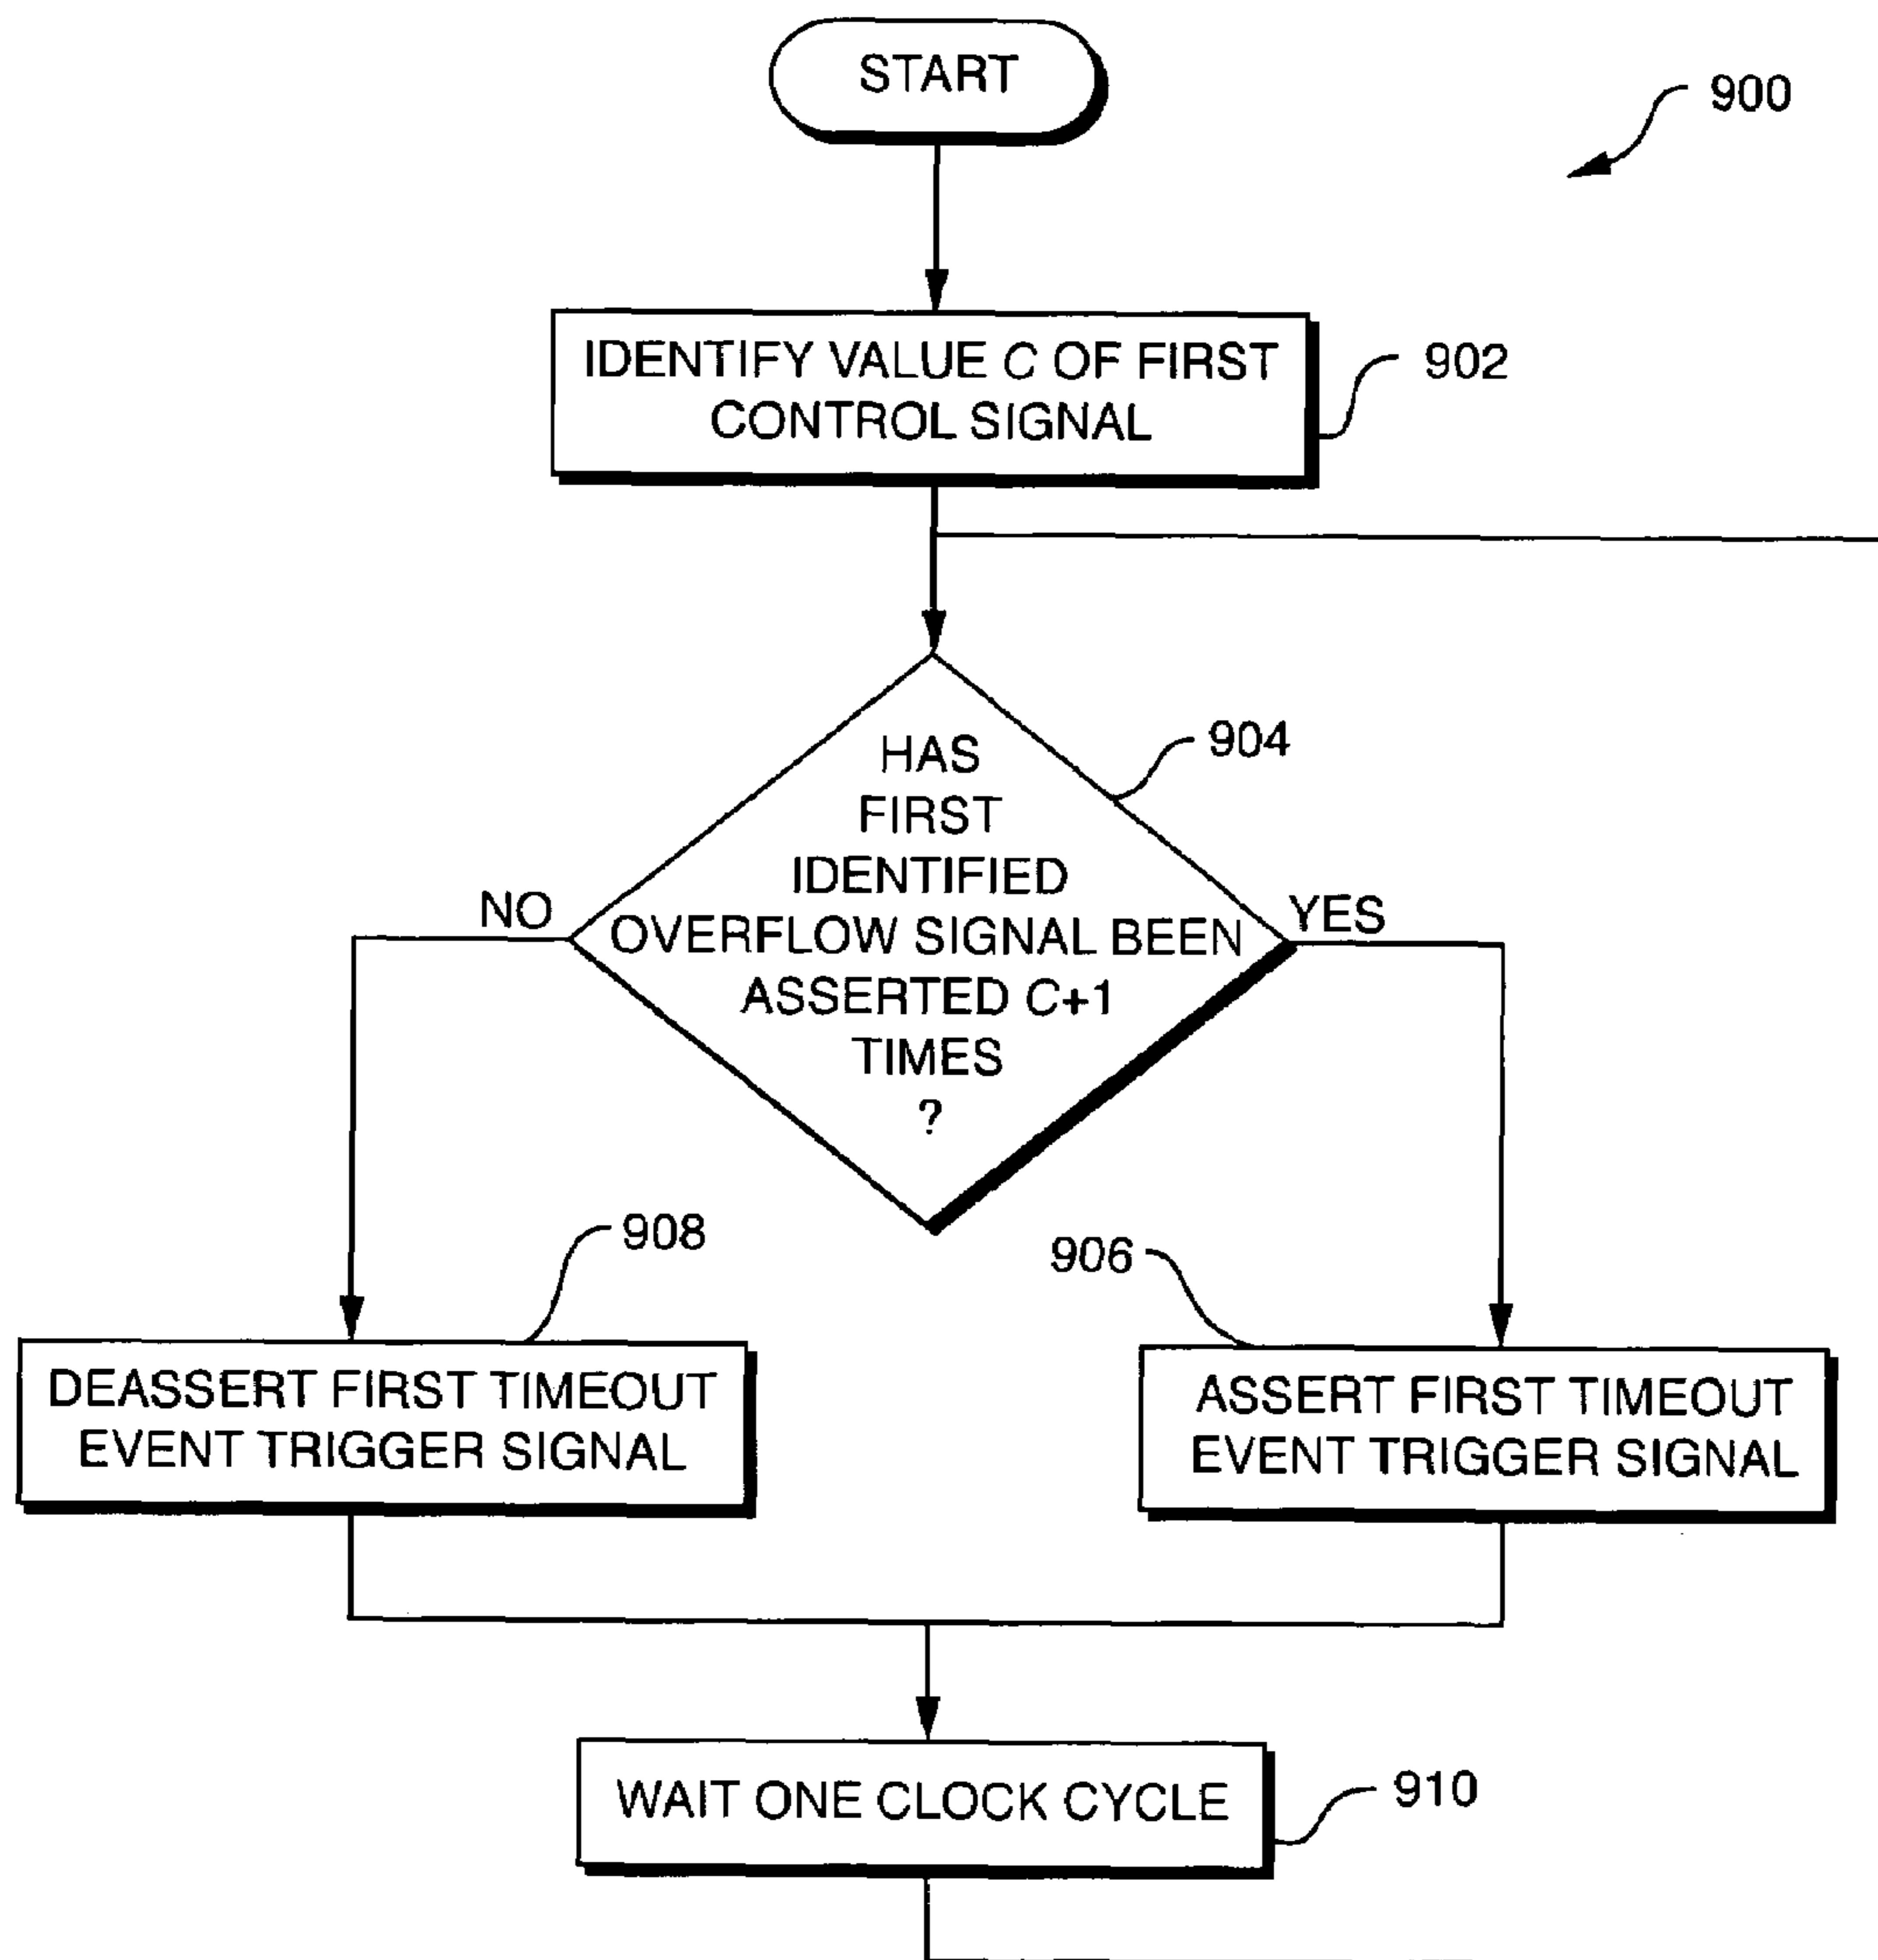 START
900
IDENTIFY VALUE C OF FIRST
CONTROL SIGNAL
902
HAS
FIRST
IDENTIFIED
OVERFLOW SIGNAL BEEN
ASSERTED C+1
TIMES
?
904
NO
YES
908
906
DEASSERT FIRST TIMEOUT
EVENT TRIGGER SIGNAL
ASSERT FIRST TIMEOUT
EVENT TRIGGER SIGNAL
WAIT ONE CLOCK CYCLE
910